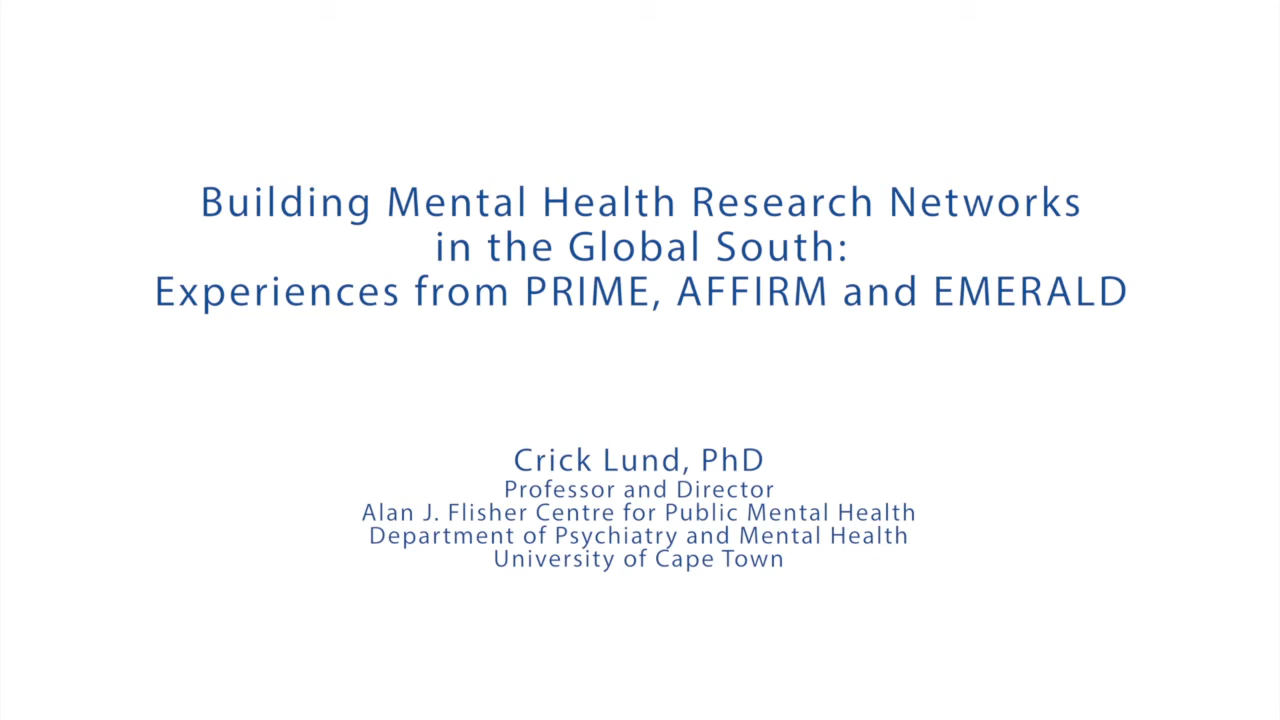 Building Mental Health Research Networks
in the Global South:
Experiences from PRIME, AFFIRM and EMERALD
Crick Lund, PhD
Professor and Director
Alan J. Flisher Centre for Public Mental Health
Department of Psychiatry and Mental Health
University of Cape Town